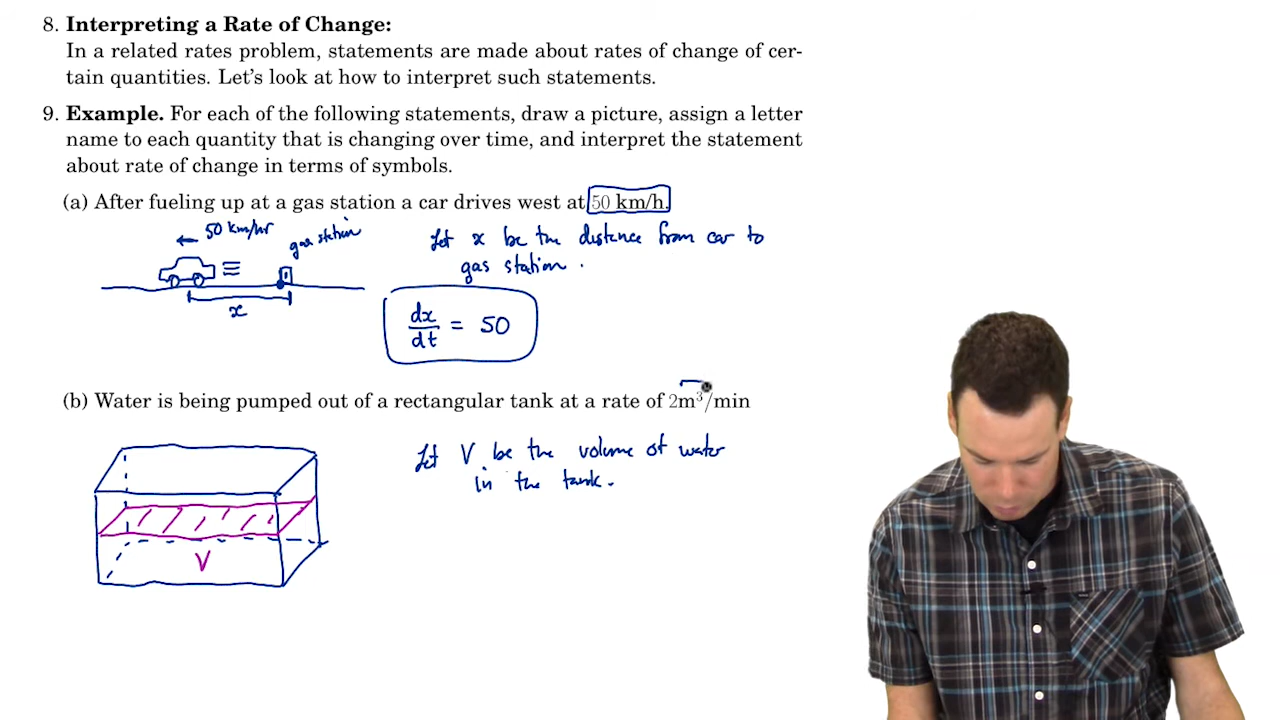 8. Interpreting a Rate of Change:
In a related rates problem, statements are made about rates of change of cer-
tain quantities. Let's look at how to interpret such statements.
9. Example. For each of the following statements, draw a picture, assign a letter
name to each quantity that is changing over time, and interpret the statement
about rate of change in terms of symbols.
(a) After fueling up at a gas station a car drives west at 50 km/h.
← 50 km/hr
gas station
x
Let x be the distance from car to
gas station.
dx/dt = 50
(b) Water is being pumped out of a rectangular tank at a rate of 2m³/min
V
Let V be the volume of water
in the tank.